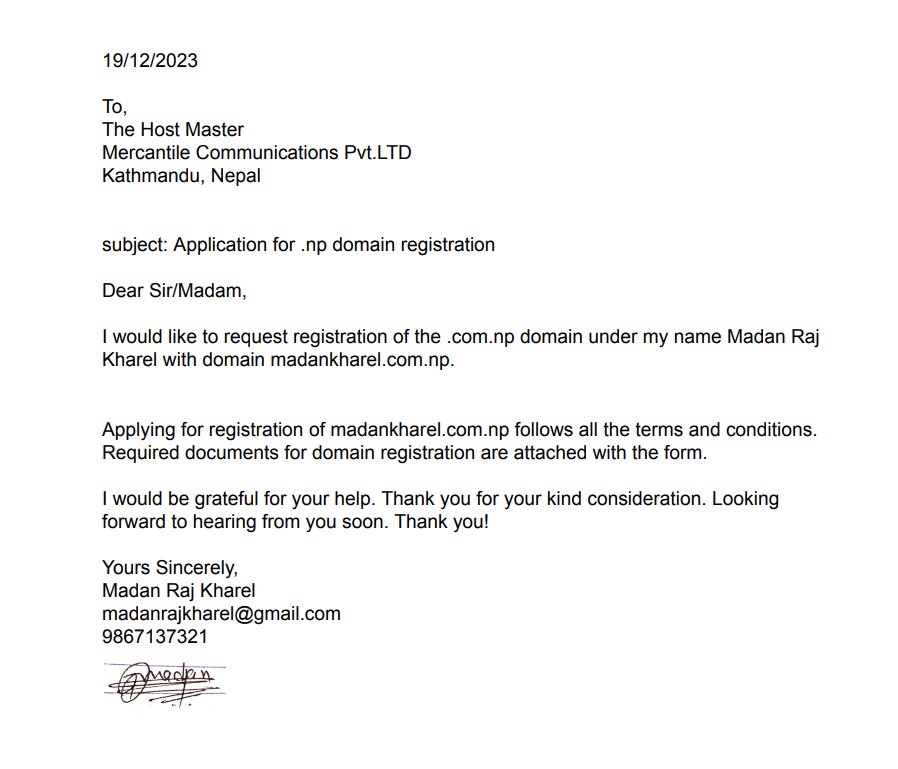 19/12/2023
To,
The Host Master
Mercantile Communications Pvt.LTD
Kathmandu, Nepal
subject: Application for .np domain registration
Dear Sir/Madam,
I would like to request registration of the .com.np domain under my name Madan Raj
Kharel with domain madankharel.com.np.
Applying for registration of madankharel.com.np follows all the terms and conditions.
Required documents for domain registration are attached with the form.
I would be grateful for your help. Thank you for your kind consideration. Looking
forward to hearing from you soon. Thank you!
Yours Sincerely,
Madan Raj Kharel
madanrajkharel@gmail.com
9867137321
madan